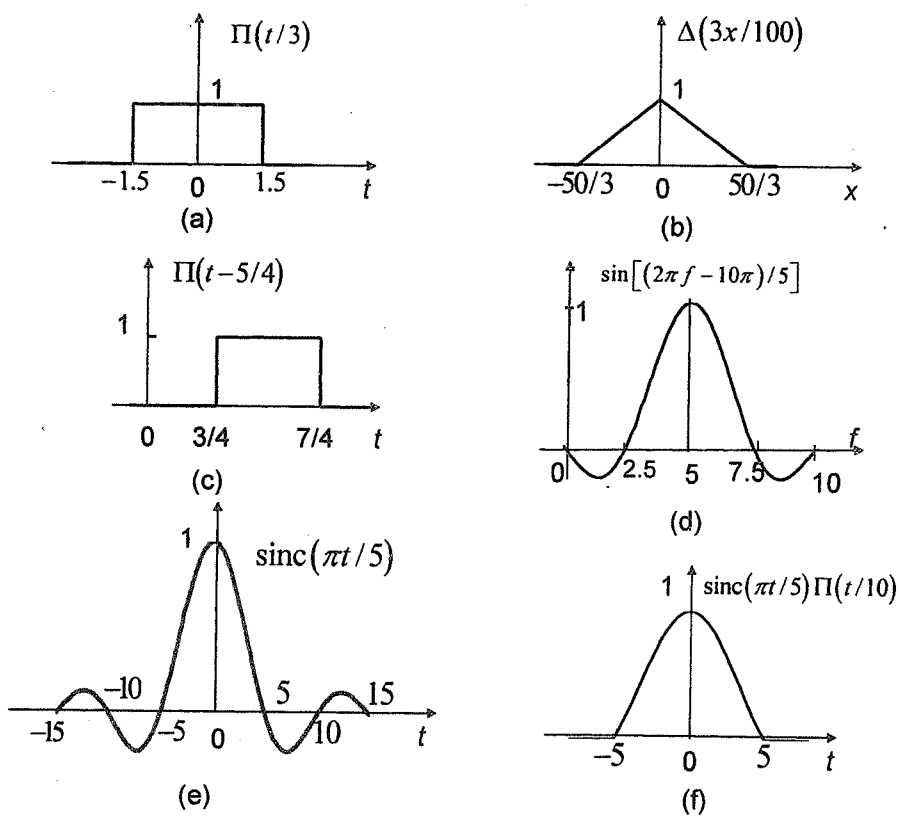 Π(t/3)
1
−1.5 0 1.5 t
(a)
Δ(3x/100)
1
−50/3 0 50/3 x
(b)
Π(t−5/4)
1
0 3/4 7/4 t
(c)
sin[(2πf−10π)/5]
1
0 2.5 5 7.5 10 f
(d)
1
sinc(πt/5)
−15 −10 −5 0 5 10 15 t
(e)
1 sinc(πt/5)Π(t/10)
−5 0 5 t
(f)